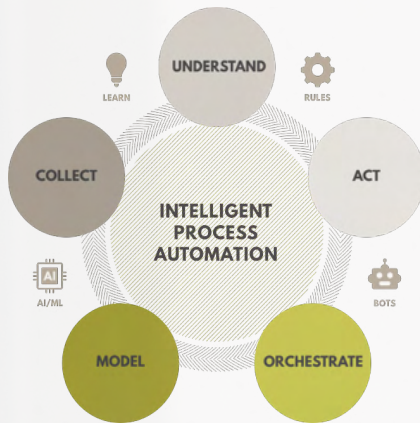 UNDERSTAND
LEARN
RULES
COLLECT
ACT
INTELLIGENT
PROCESS
AUTOMATION
AI
AI/ML
BOTS
MODEL
ORCHESTRATE